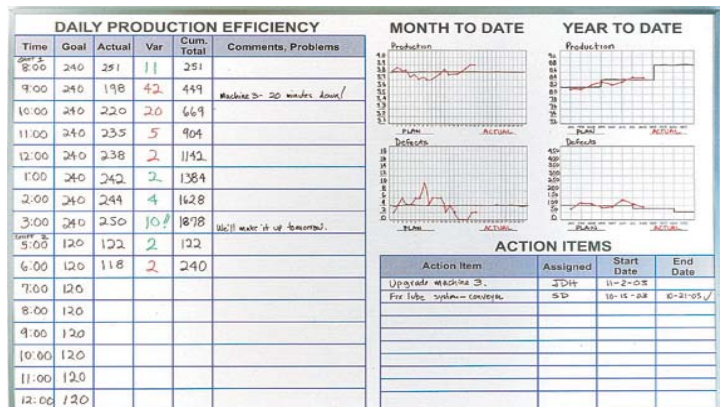 DAILY PRODUCTION EFFICIENCY
Time Goal Actual Var Cum. Total Comments, Problems
8:00 240 251 11 251
9:00 240 198 42 449 Machine 3- 20 minutes down!
10:00 240 220 20 669
11:00 240 235 5 904
12:00 240 238 2 1142
1:00 240 242 2 1384
2:00 240 244 4 1628
3:00 240 250 10! 1878 We'll make it up tomorrow.
5:00 120 122 2 122
6:00 120 118 2 240
7:00 120
8:00 120
9:00 120
10:00 120
11:00 120
12:00 120
MONTH TO DATE
Production
PLAN ACTUAL
Defects
PLAN ACTUAL
YEAR TO DATE
Production
PLAN ACTUAL
Defects
PLAN ACTUAL
ACTION ITEMS
Action Item Assigned Start Date End Date
Upgrade machine 3. JDH 11-2-03
Fix lube system - conveyor SD 10-15-03 10-21-03 ✓